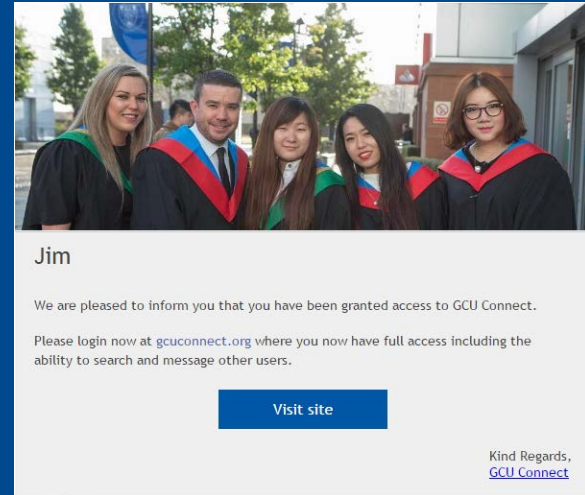 Jim
We are pleased to inform you that you have been granted access to GCU Connect.
Please login now at gcuconnect.org where you now have full access including the
ability to search and message other users.
Visit site
Kind Regards,
GCU Connect